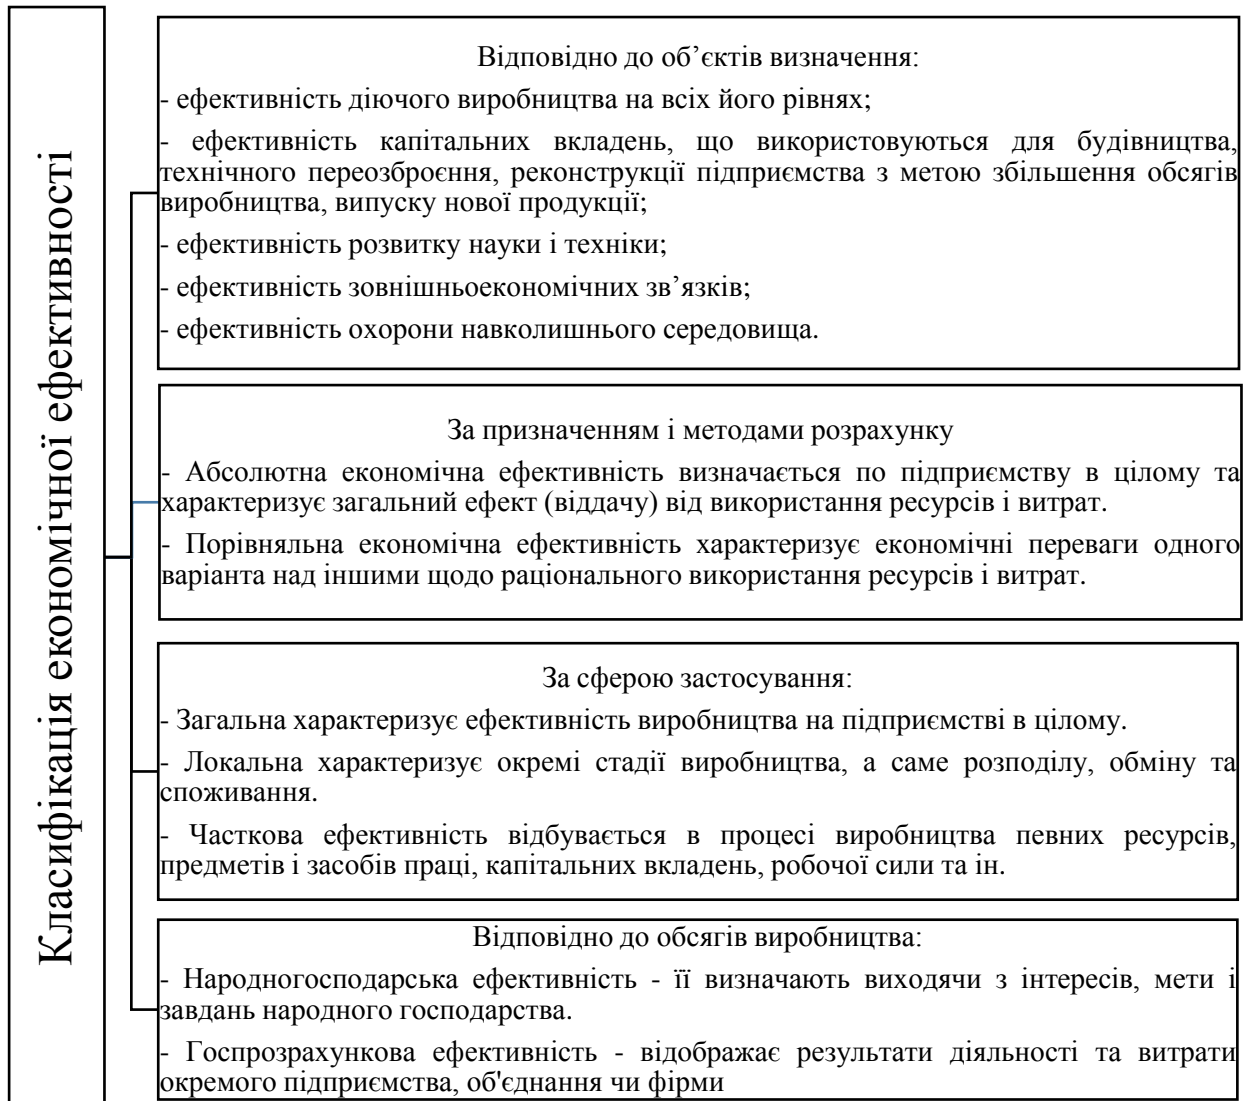 Класифікація економічної ефективності
Відповідно до об’єктів визначення:
- ефективність діючого виробництва на всіх його рівнях;
- ефективність капітальних вкладень, що використовуються для будівництва,
технічного переозброєння, реконструкції підприємства з метою збільшення обсягів
виробництва, випуску нової продукції;
- ефективність розвитку науки і техніки;
- ефективність зовнішньоекономічних зв’язків;
- ефективність охорони навколишнього середовища.
За призначенням і методами розрахунку
- Абсолютна економічна ефективність визначається по підприємству в цілому та
характеризує загальний ефект (віддачу) від використання ресурсів і витрат.
- Порівняльна економічна ефективність характеризує економічні переваги одного
варіанта над іншими щодо раціонального використання ресурсів і витрат.
За сферою застосування:
- Загальна характеризує ефективність виробництва на підприємстві в цілому.
- Локальна характеризує окремі стадії виробництва, а саме розподілу, обміну та
споживання.
- Часткова ефективність відбувається в процесі виробництва певних ресурсів,
предметів і засобів праці, капітальних вкладень, робочої сили та ін.
Відповідно до обсягів виробництва:
- Народногосподарська ефективність - її визначають виходячи з інтересів, мети і
завдань народного господарства.
- Госпрозрахункова ефективність - відображає результати діяльності та витрати
окремого підприємства, об'єднання чи фірми